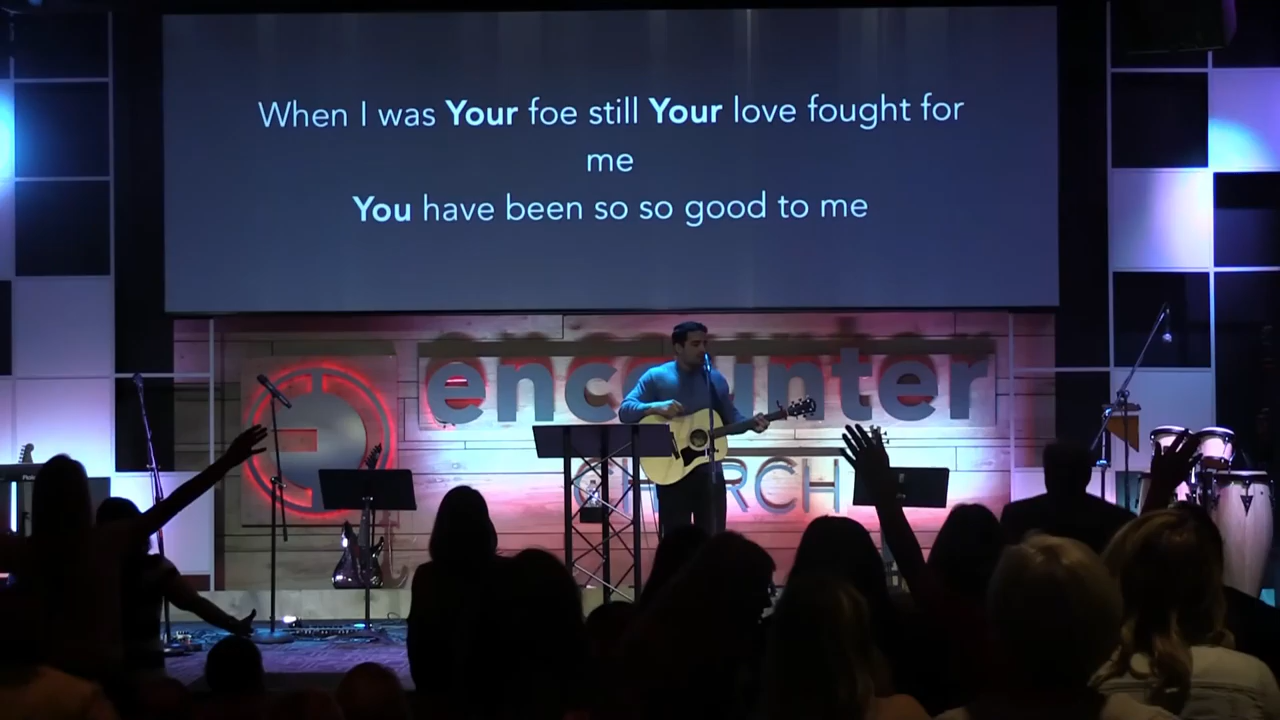 When I was Your foe still Your love fought for
me
You have been so so good to me
encounter
CHURCH